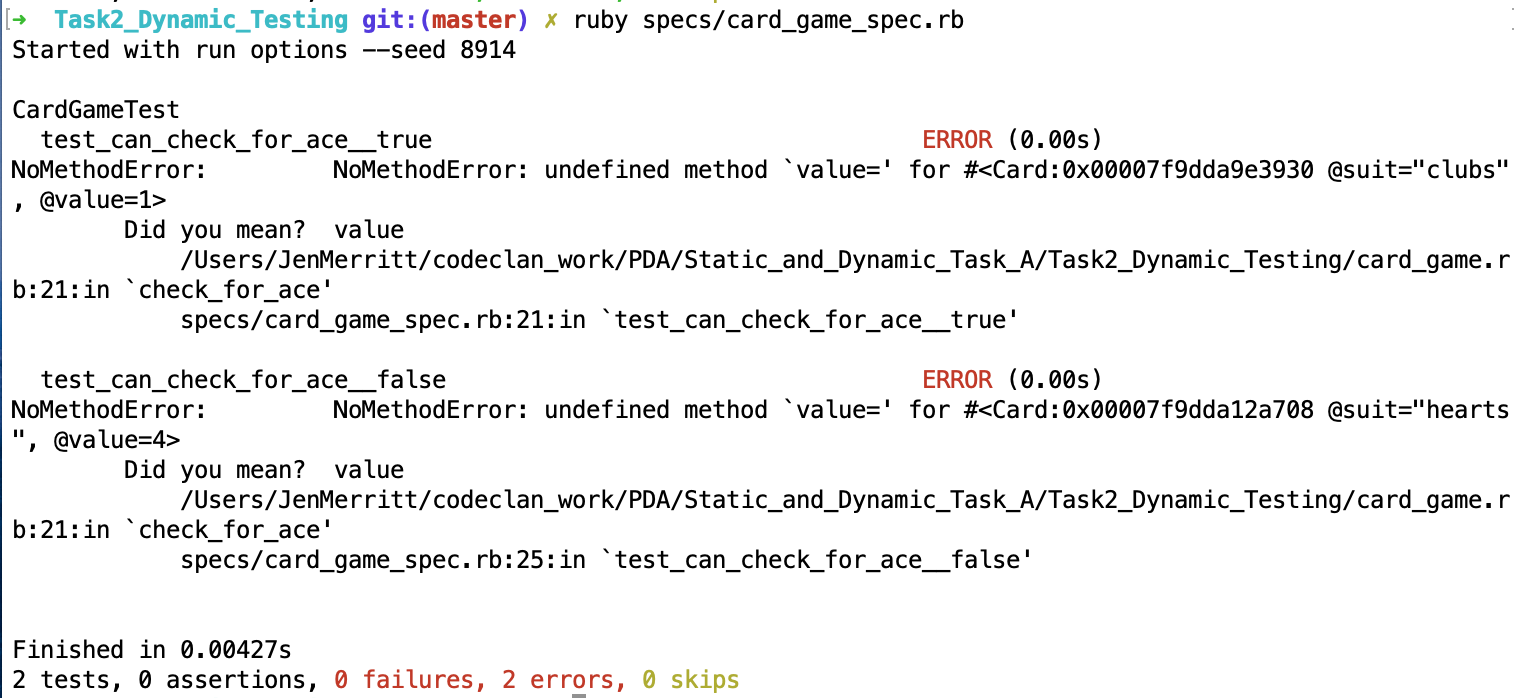 ➜  Task2_Dynamic_Testing git:(master) ✗ ruby specs/card_game_spec.rb
Started with run options --seed 8914

CardGameTest
  test_can_check_for_ace__true                                   ERROR (0.00s)
NoMethodError:         NoMethodError: undefined method `value=' for #<Card:0x00007f9dda9e3930 @suit="clubs"
, @value=1>
        Did you mean?  value
            /Users/JenMerritt/codeclan_work/PDA/Static_and_Dynamic_Task_A/Task2_Dynamic_Testing/card_game.r
b:21:in `check_for_ace'
            specs/card_game_spec.rb:21:in `test_can_check_for_ace__true'

  test_can_check_for_ace__false                                  ERROR (0.00s)
NoMethodError:         NoMethodError: undefined method `value=' for #<Card:0x00007f9dda12a708 @suit="hearts
", @value=4>
        Did you mean?  value
            /Users/JenMerritt/codeclan_work/PDA/Static_and_Dynamic_Task_A/Task2_Dynamic_Testing/card_game.r
b:21:in `check_for_ace'
            specs/card_game_spec.rb:25:in `test_can_check_for_ace__false'

Finished in 0.00427s
2 tests, 0 assertions, 0 failures, 2 errors, 0 skips